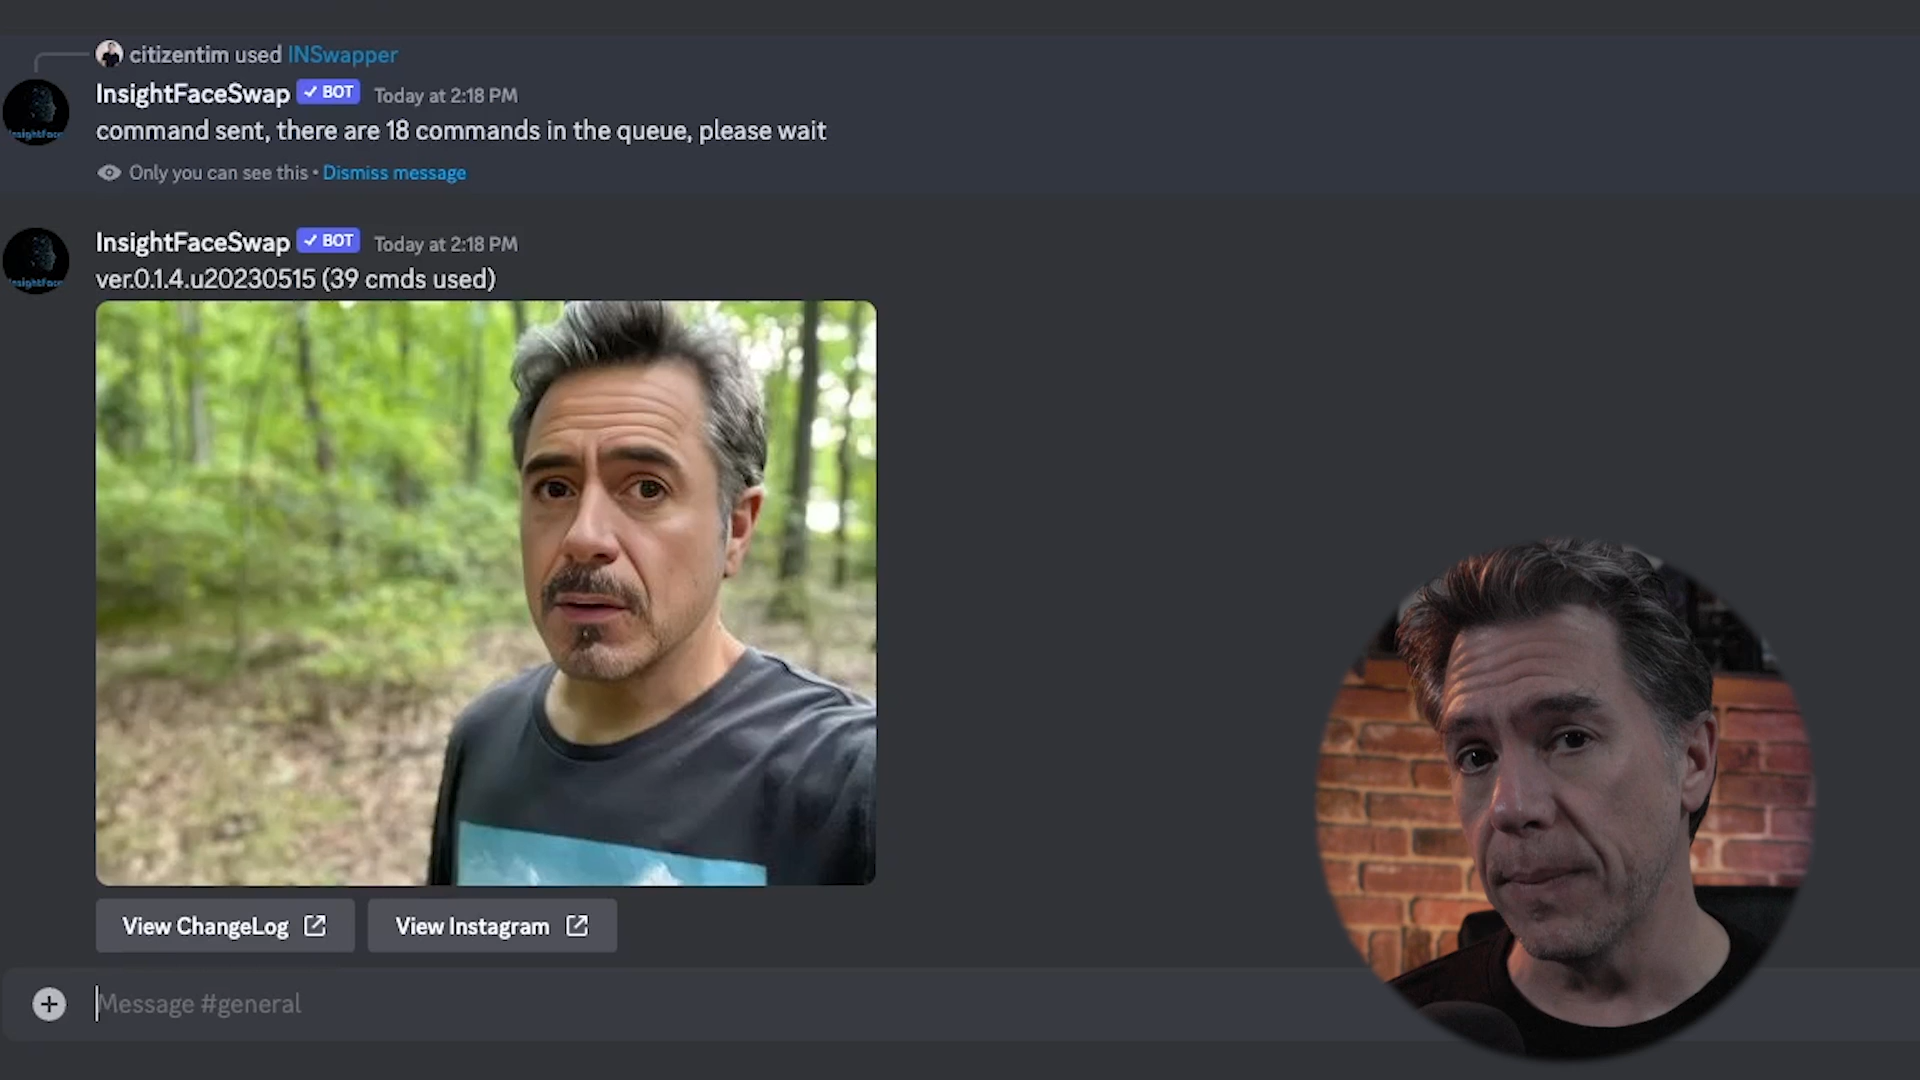 citizentim used INSwapper
InsightFaceSwap ✓ BOT Today at 2:18 PM
command sent, there are 18 commands in the queue, please wait
Only you can see this • Dismiss message
InsightFaceSwap ✓ BOT Today at 2:18 PM
ver.0.1.4.u20230515 (39 cmds used)
View ChangeLog
View Instagram
Message #general